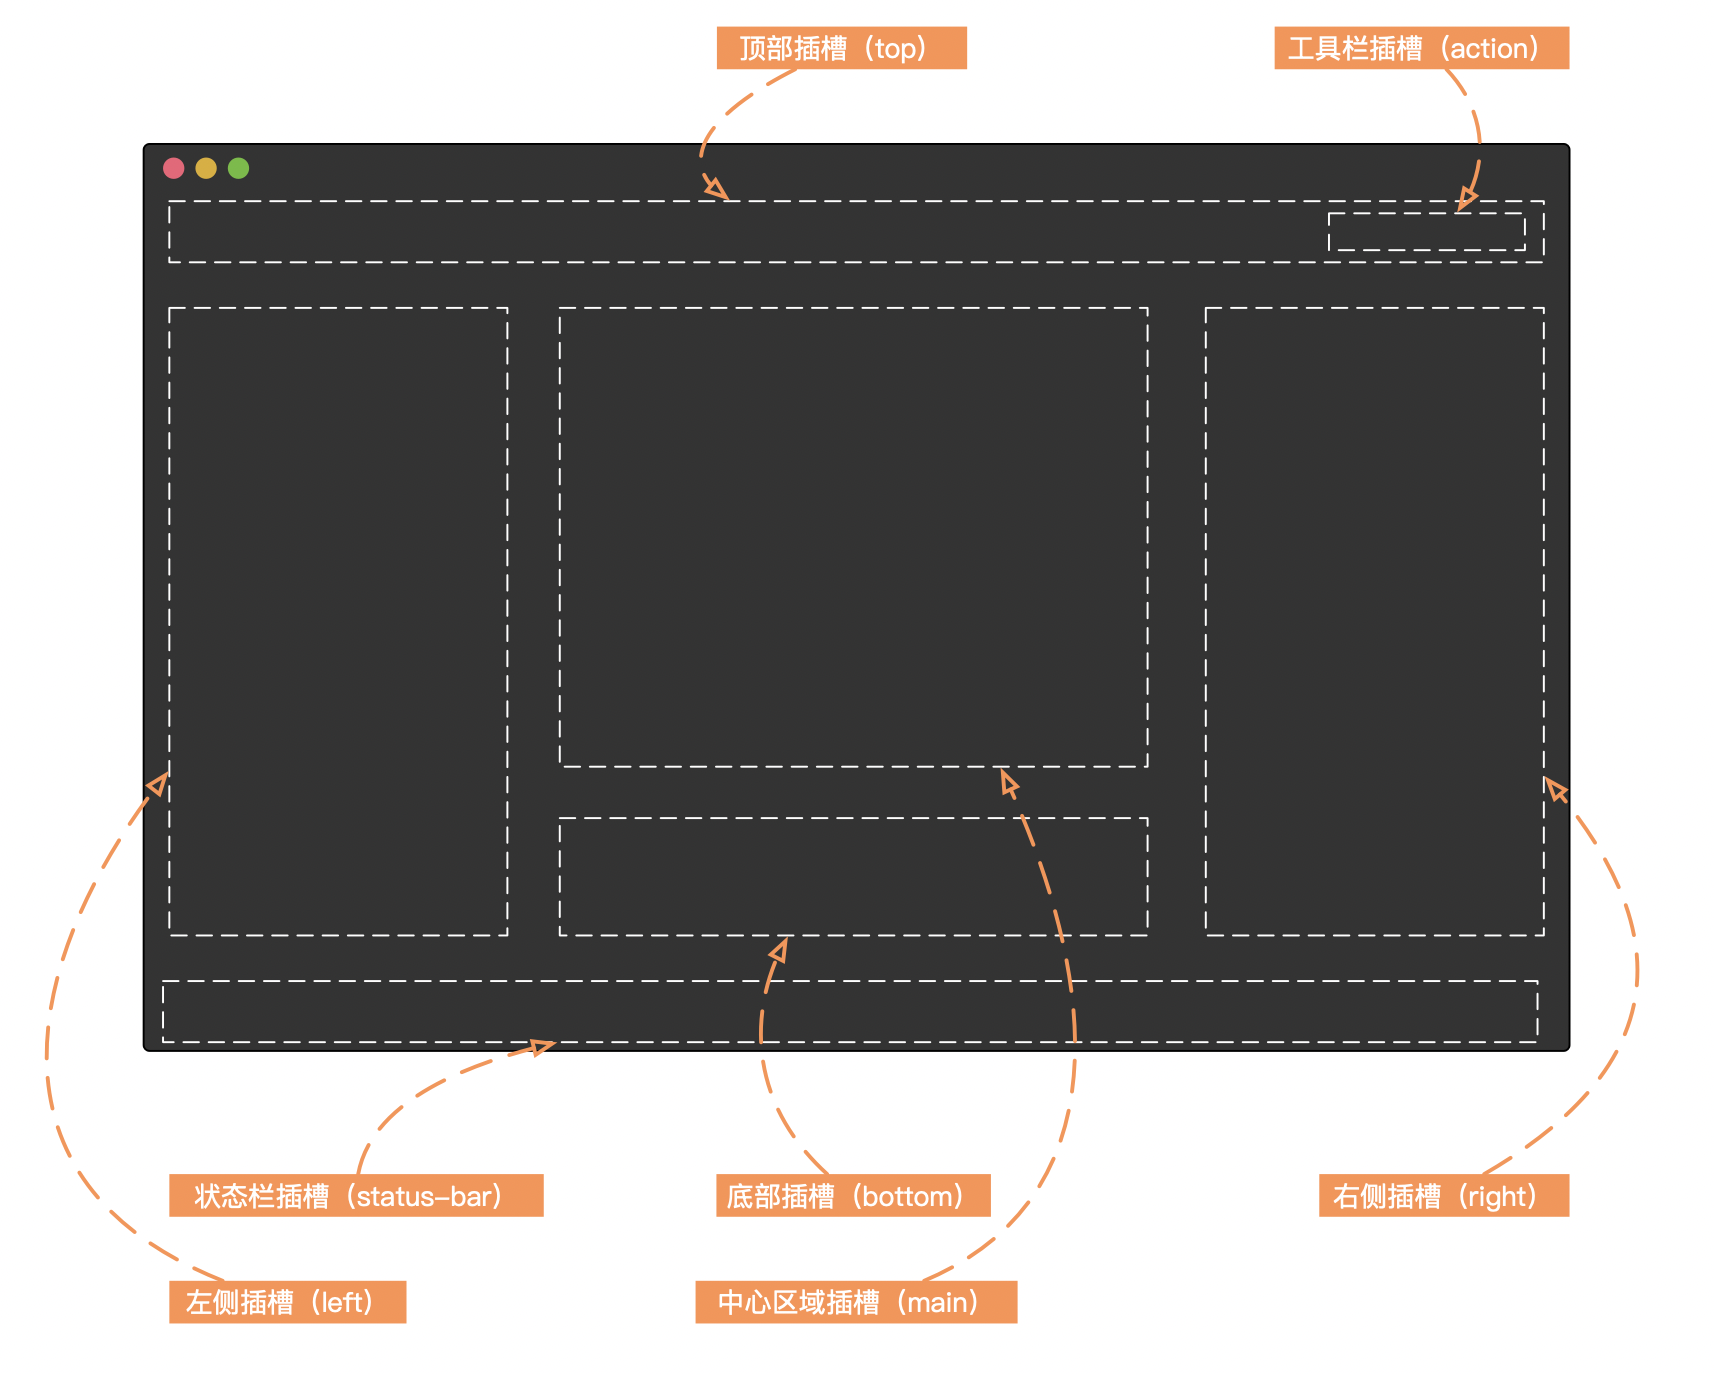 顶部插槽（top）
工具栏插槽（action）
状态栏插槽（status-bar）
底部插槽（bottom）
右侧插槽（right）
左侧插槽（left）
中心区域插槽（main）